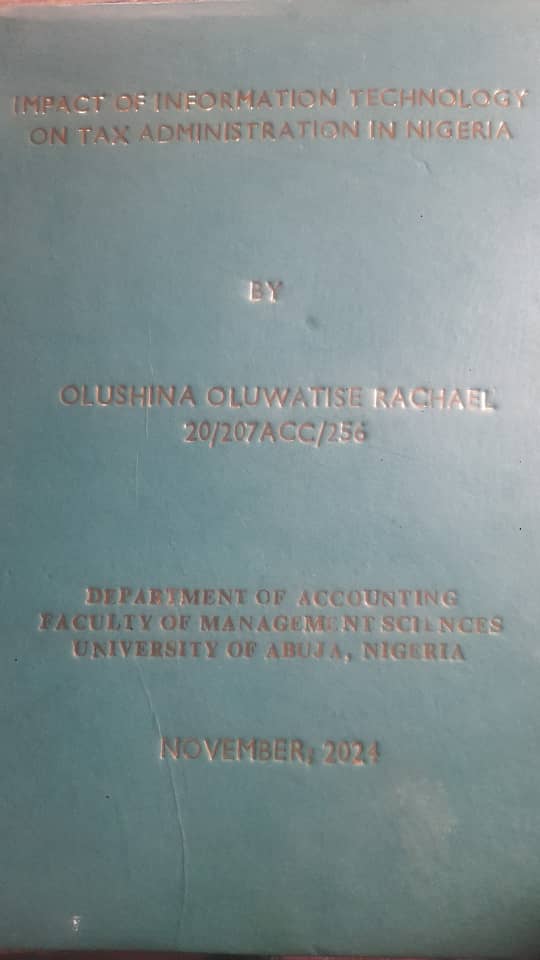 IMPACT OF INFORMATION TECHNOLOGY
ON TAX ADMINISTRATION IN NIGERIA
BY
OLUSHINA OLUWATISE RACHAEL
20/207ACC/256
DEPARTMENT OF ACCOUNTING
FACULTY OF MANAGEMENT SCIENCES
UNIVERSITY OF ABUJA, NIGERIA
NOVEMBER, 2024